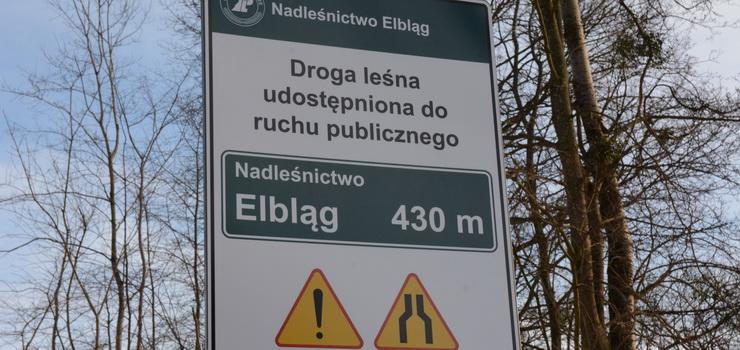 Nadleśnictwo Elbląg
Droga leśna
udostępniona do
ruchu publicznego
Nadleśnictwo
Elbląg 430 m
!